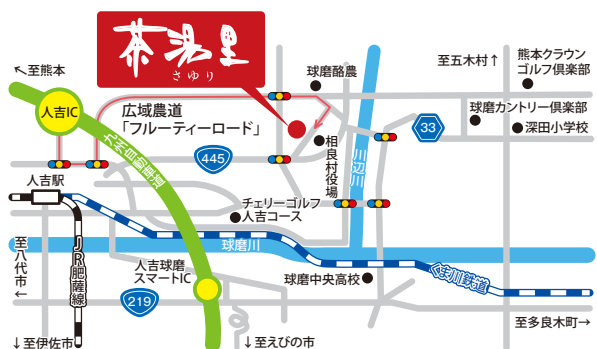 茶湯里
さゆり
↖至熊本
人吉IC
広域農道
「フルーティーロード」
球磨酪農
至五木村↑
熊本クラウン
ゴルフ倶楽部
球磨カントリー倶楽部
深田小学校
33
445
相良村役場
川辺川
九州自動車道
人吉駅
チェリーゴルフ
人吉コース
球磨川
至八代市←
JR肥薩線
人吉球磨
スマートIC
球磨中央高校
くま川鉄道
219
至多良木町→
↓至伊佐市
↓至えびの市